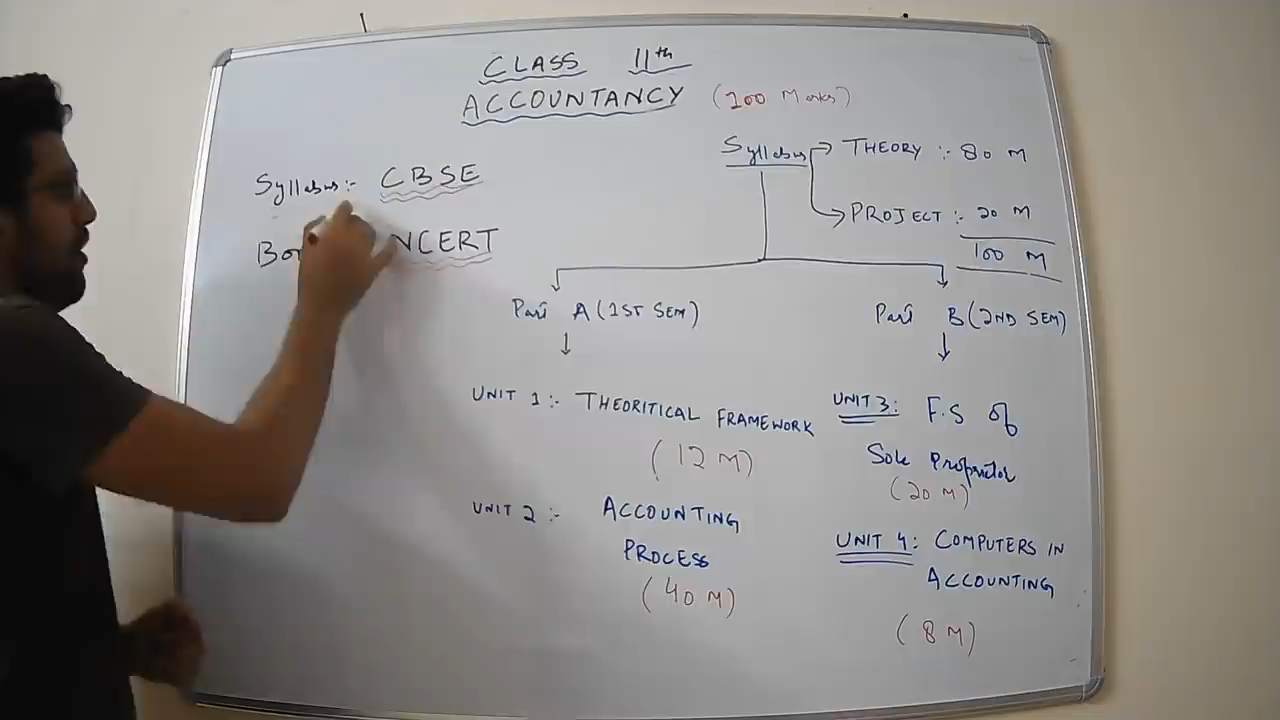 CLASS 11th
ACCOUNTANCY (100 Marks)
Syllabus :- CBSE
NCERT
Syllabus → THEORY :- 80 M
→ PROJECT :- 20 M
100 M
Part A (1ST SEM)
UNIT 1 :- THEORITICAL FRAMEWORK
(12 M)
UNIT 2 :- ACCOUNTING
PROCESS
(40 M)
Part B (2ND SEM)
UNIT 3: F.S of
Sole Proprietor
(20 M)
UNIT 4: COMPUTERS IN
ACCOUNTING
(8 M)